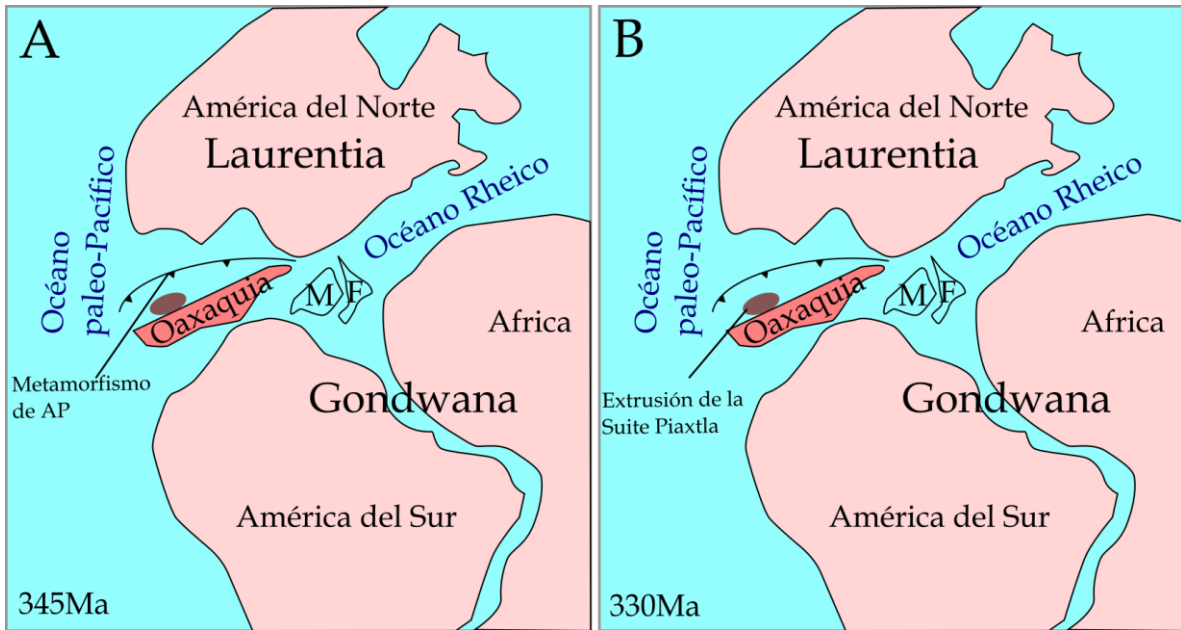 A
América del Norte
Laurentia
Océano
paleo-Pacífico
Océano Rheico
Oaxaquia
M
F
Africa
Metamorfismo
de AP
Gondwana
América del Sur
345Ma
B
América del Norte
Laurentia
Océano
paleo-Pacífico
Océano Rheico
Oaxaquia
M
F
Africa
Extrusión de la
Suite Piaxtla
Gondwana
América del Sur
330Ma